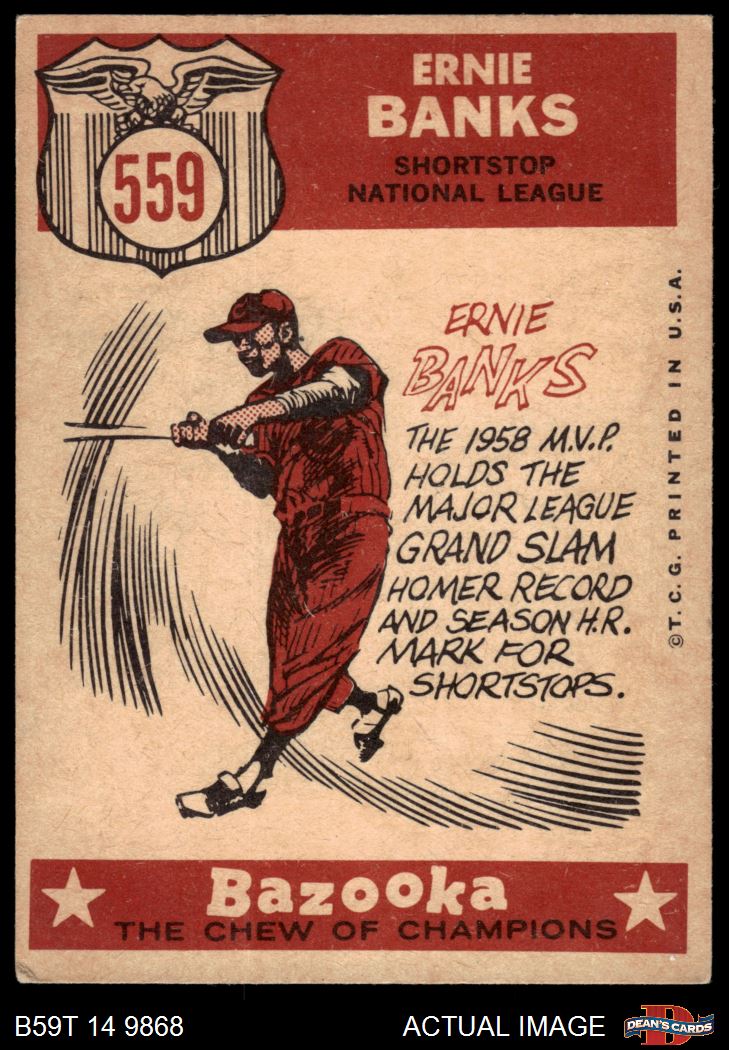 559
ERNIE
BANKS
SHORTSTOP
NATIONAL LEAGUE
ERNIE
BANKS
THE 1958 M.V.P.
HOLDS THE
MAJOR LEAGUE
GRAND SLAM
HOMER RECORD
AND SEASON H.R.
MARK FOR
SHORTSTOPS.
©T.C.G. PRINTED IN U.S.A.
Bazooka
THE CHEW OF CHAMPIONS
B59T 14 9868
ACTUAL IMAGE
D
DEAN'S CARDS